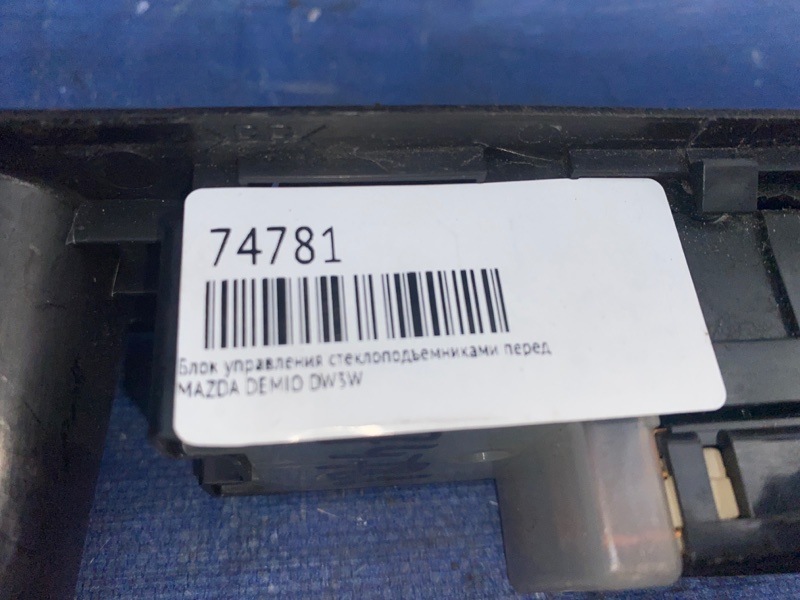 74781
Блок управления стеклоподъемниками перед
MAZDA DEMIO DW3W